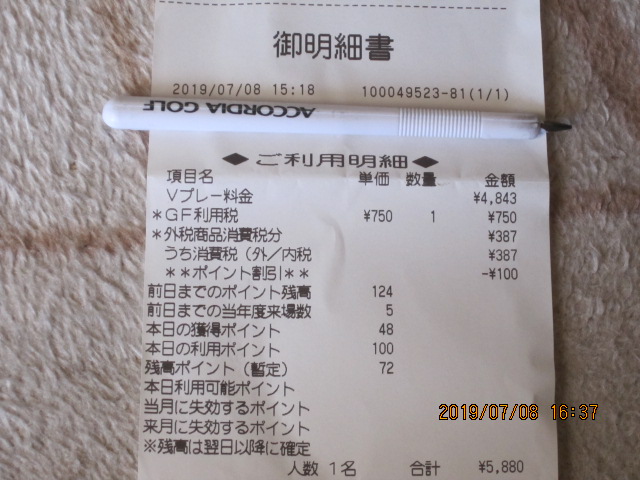 御明細書
2019/07/08 15:18 100049523-81(1/1)
ACCORDIA GOLF
◆ご利用明細◆
項目名 単価 数量 金額
Vプレー料金 ¥4,843
*GF利用税 ¥750 1 ¥750
*外税商品消費税分 ¥387
うち消費税(外/内税 ¥387
**ポイント割引** -¥100
前日までのポイント残高 124
前日までの当年度来場数 5
本日の獲得ポイント 48
本日の利用ポイント 100
残高ポイント(暫定) 72
本日利用可能ポイント
当月に失効するポイント
来月に失効するポイント
※残高は翌日以降に確定
人数 1名 合計 ¥5,880
2019/07/08 16:37